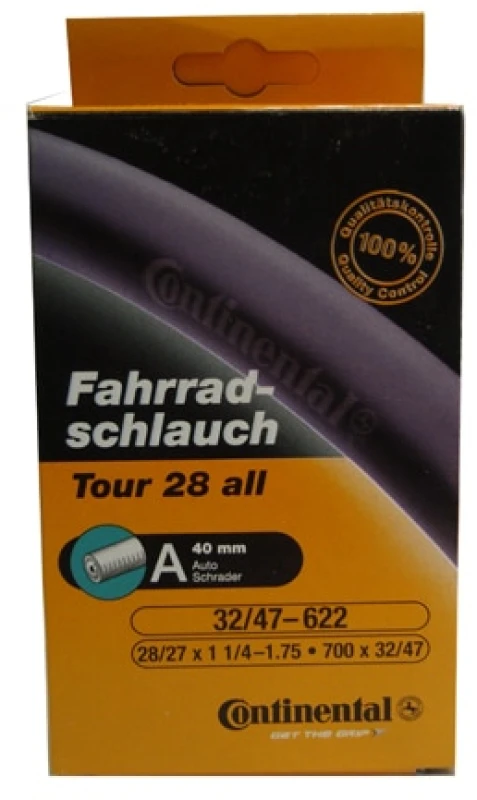 Qualitätskontrolle
100%
Quality Control
Continental
Fahrrad-
schlauch
Tour 28 all
A
40 mm
Auto
Schrader
32/47–622
28/27 x 1 1/4–1.75 • 700 x 32/47
Continental
GET THE GRIP